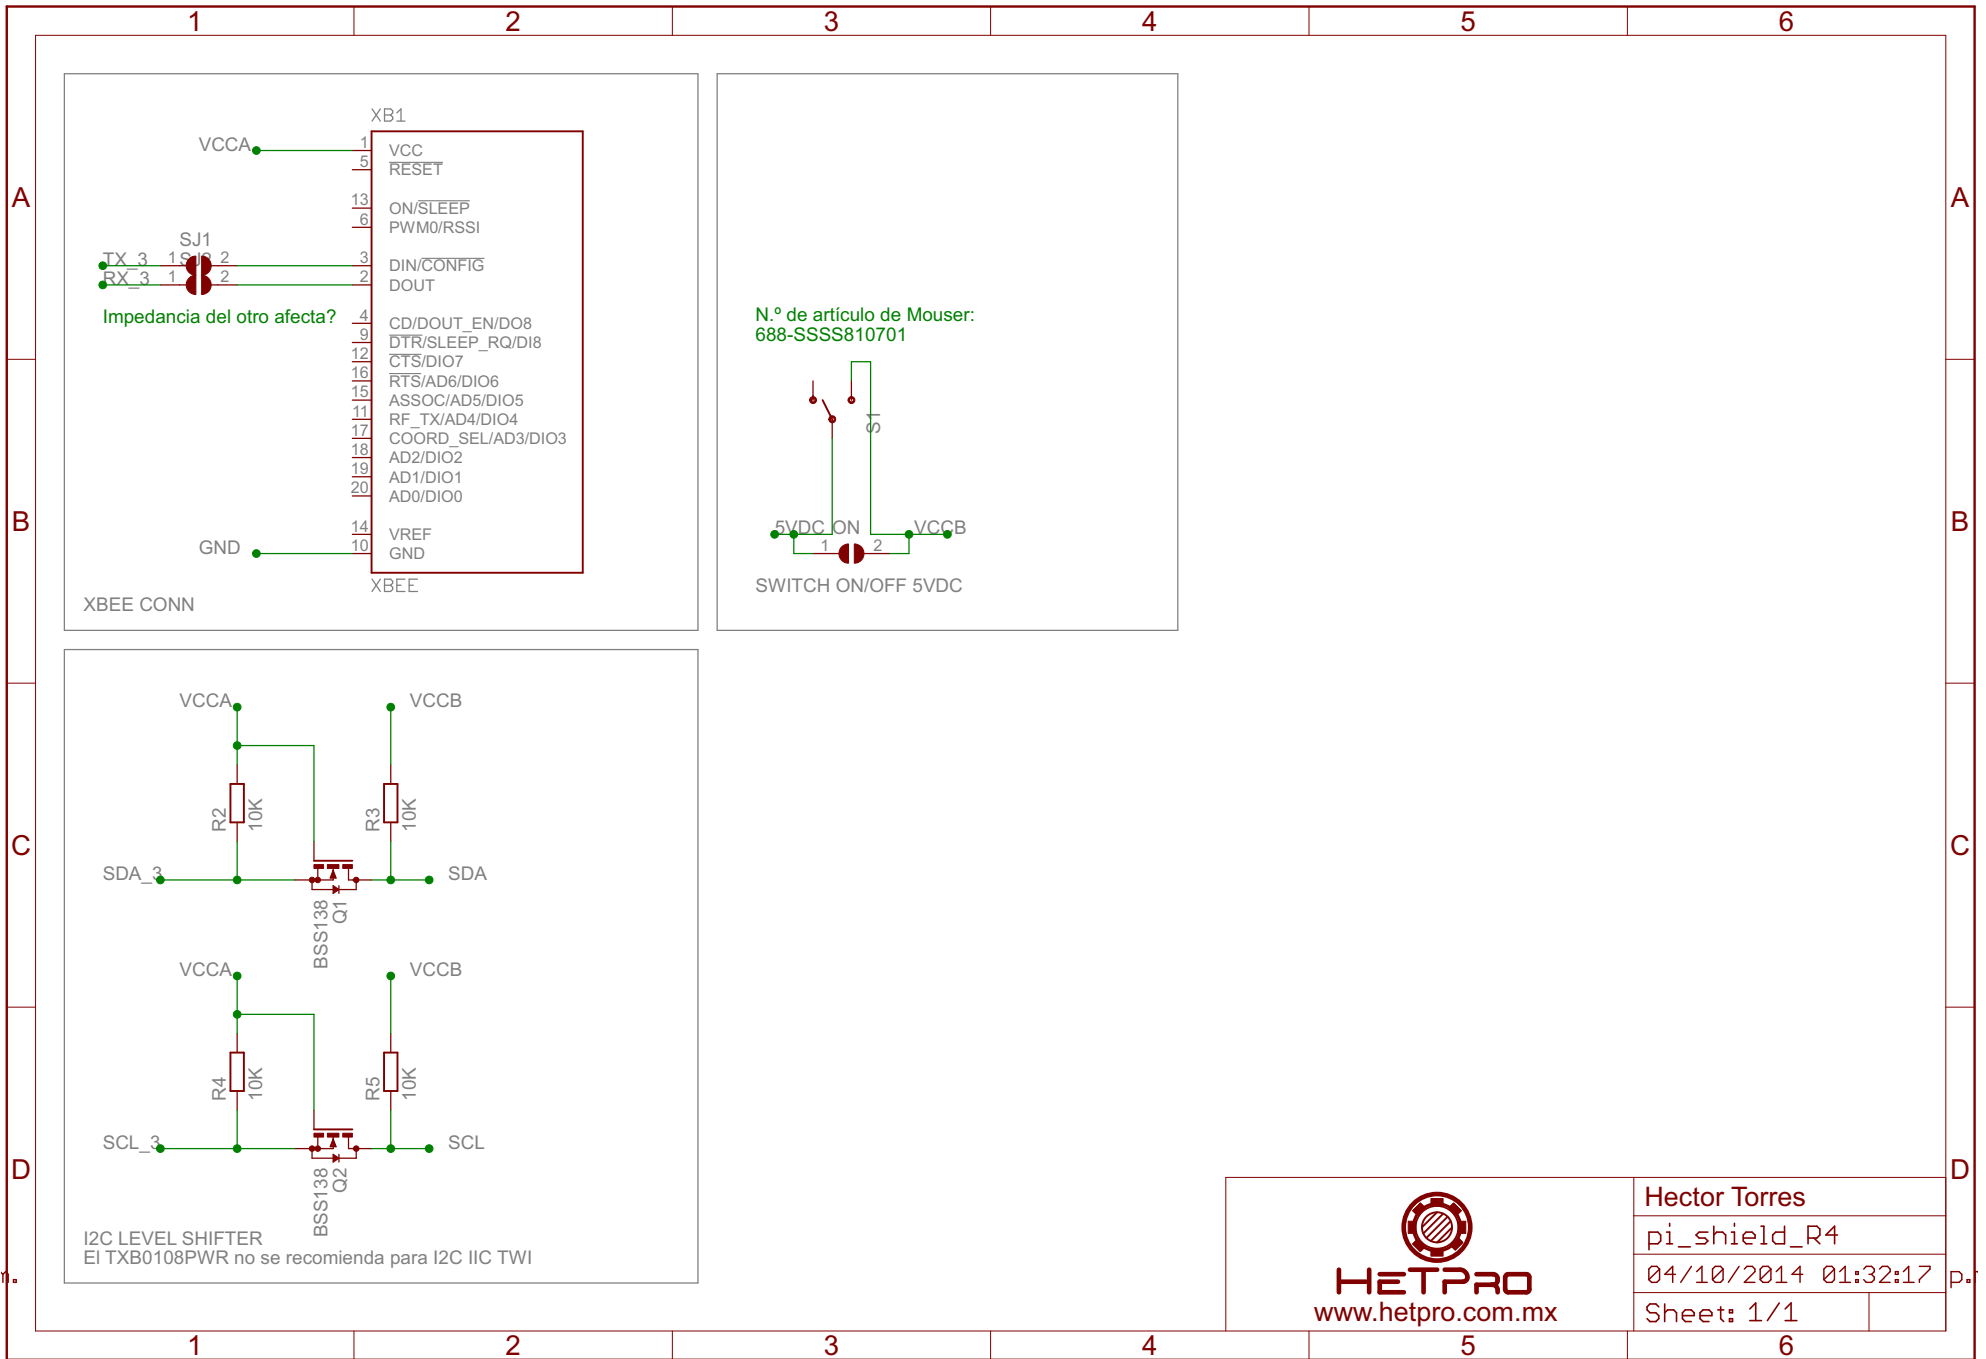 1 2 3 4 5 6
A A
B B
C C
D D
XB1
VCCA
1 VCC
5 RESET
13 ON/SLEEP
6 PWM0/RSSI
SJ1
TX_3 1 SJ2 2 3 DIN/CONFIG
RX_3 1 2 2 DOUT
Impedancia del otro afecta?
4 CD/DOUT_EN/DO8
9 DTR/SLEEP_RQ/DI8
12 CTS/DIO7
16 RTS/AD6/DIO6
15 ASSOC/AD5/DIO5
11 RF_TX/AD4/DIO4
17 COORD_SEL/AD3/DIO3
18 AD2/DIO2
19 AD1/DIO1
20 AD0/DIO0
14 VREF
GND 10 GND
XBEE
XBEE CONN
N.º de artículo de Mouser:
688-SSSS810701
S1
5VDC ON VCCB
1 2
SWITCH ON/OFF 5VDC
VCCA VCCB
R2 10K R3 10K
SDA_3 SDA
BSS138 Q1
VCCA VCCB
R4 10K R5 10K
SCL_3 SCL
BSS138 Q2
I2C LEVEL SHIFTER
El TXB0108PWR no se recomienda para I2C IIC TWI
HETPRO
www.hetpro.com.mx
Hector Torres
pi_shield_R4
04/10/2014 01:32:17 p.
Sheet: 1/1
1 2 3 4 5 6